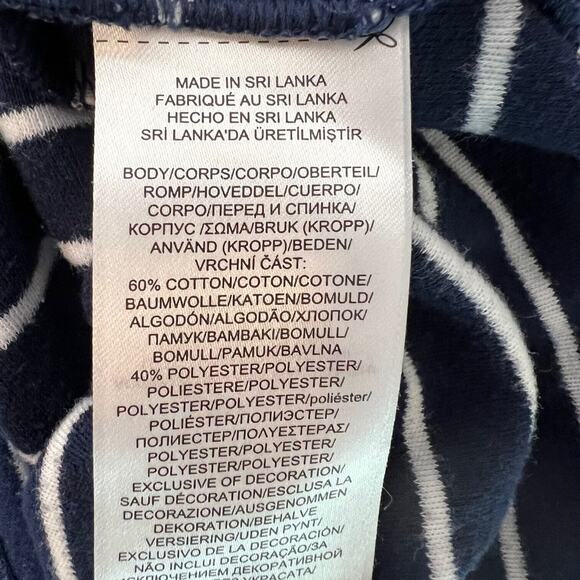 MADE IN SRI LANKA
FABRIQUÉ AU SRI LANKA
HECHO EN SRI LANKA
SRİ LANKA'DA ÜRETİLMİŞTİR
BODY/CORPS/CORPO/OBERTEIL/
ROMP/HOVEDDEL/CUERPO/
CORPO/ПЕРЕД И СПИНКА/
КОРПУС /ΣΩΜΑ/BRUK (KROPP)/
ANVÄND (KROPP)/BEDEN/
VRCHNÍ ČÁST:
60% COTTON/COTON/COTONE/
BAUMWOLLE/KATOEN/BOMULD/
ALGODÓN/ALGODÃO/ХЛОПОК/
ПАМУК/ΒΑΜΒΑΚΙ/BOMULL/
BOMULL/PAMUK/BAVLNA
40% POLYESTER/POLYESTER/
POLIESTERE/POLYESTER/
POLYESTER/POLYESTER/poliéster/
POLIÉSTER/ПОЛИЭСТЕР/
ПОЛИЕСТЕР/ΠΟΛΥΕΣΤΕΡΑΣ/
POLYESTER/POLYESTER/
POLYESTER/POLYESTER
EXCLUSIVE OF DECORATION/
SAUF DÉCORATION/ESCLUSA LA
DECORAZIONE/AUSGENOMMEN
DEKORATION/BEHALVE
VERSIERING/UDEN PYNT/
EXCLUSIVO DE LA DECORACIÓN/
NÃO INCLUI DECORAÇÃO/ЗА
ИСКЛЮЧЕНИЕМ ДЕКОРАТИВНОЙ